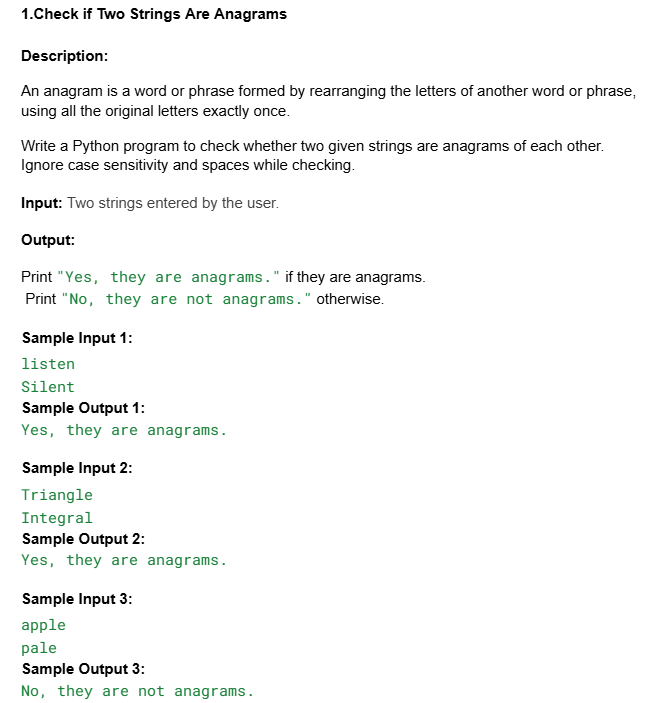 1.Check if Two Strings Are Anagrams
Description:
An anagram is a word or phrase formed by rearranging the letters of another word or phrase,
using all the original letters exactly once.
Write a Python program to check whether two given strings are anagrams of each other.
Ignore case sensitivity and spaces while checking.
Input: Two strings entered by the user.
Output:
Print "Yes, they are anagrams." if they are anagrams.
Print "No, they are not anagrams." otherwise.
Sample Input 1:
listen
Silent
Sample Output 1:
Yes, they are anagrams.
Sample Input 2:
Triangle
Integral
Sample Output 2:
Yes, they are anagrams.
Sample Input 3:
apple
pale
Sample Output 3:
No, they are not anagrams.